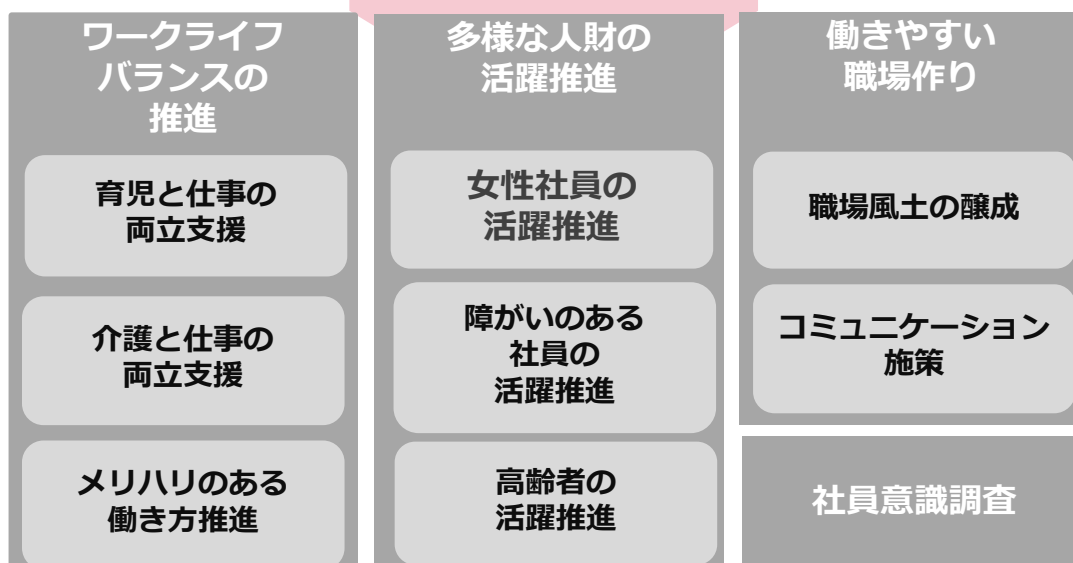 ワークライフ
バランスの
推進
育児と仕事の
両立支援
介護と仕事の
両立支援
メリハリのある
働き方推進
多様な人財の
活躍推進
女性社員の
活躍推進
障がいのある
社員の
活躍推進
高齢者の
活躍推進
働きやすい
職場作り
職場風土の醸成
コミュニケーション
施策
社員意識調査